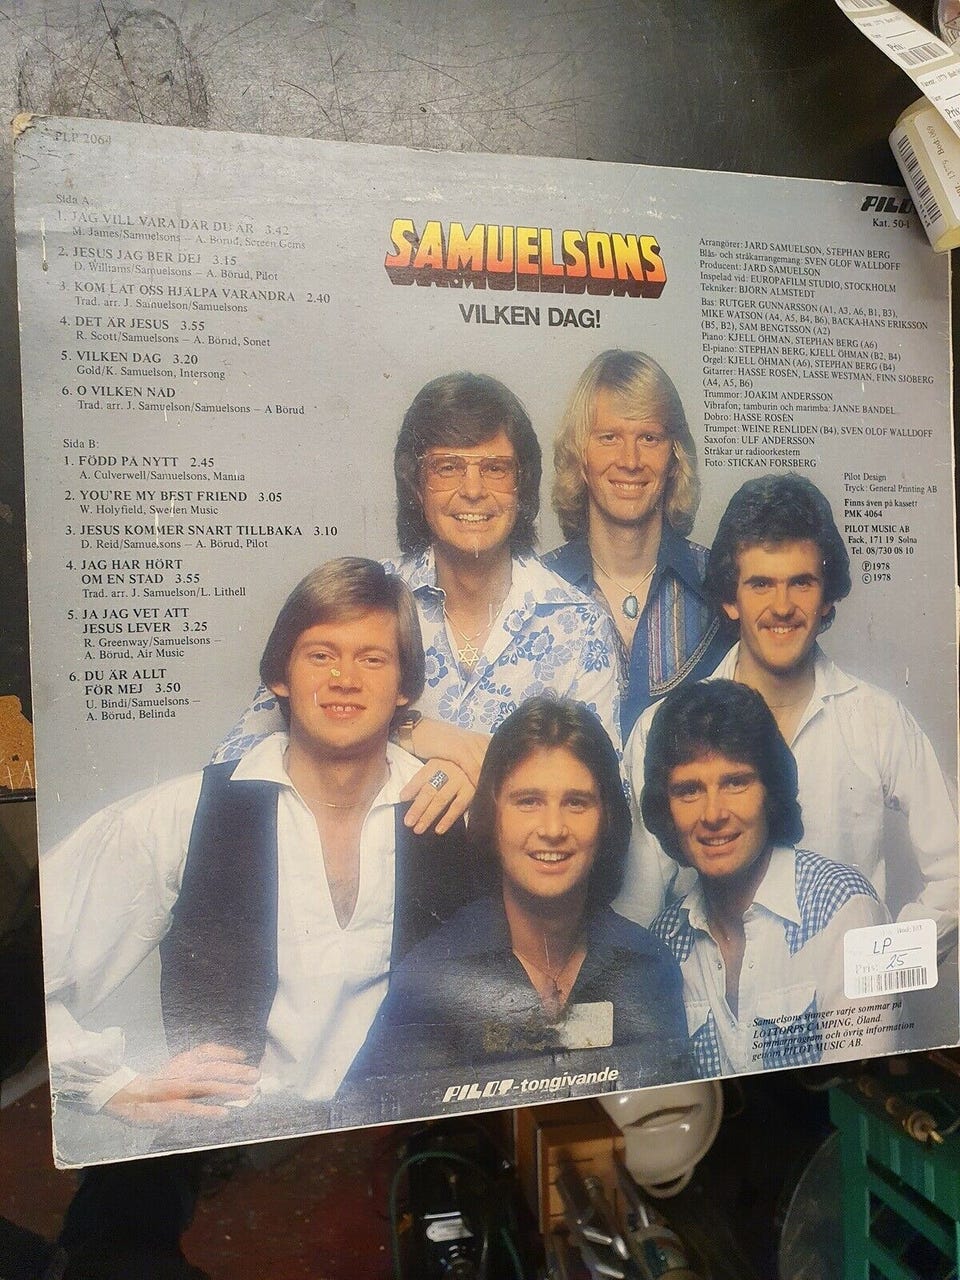 PLP 2064
Sida A:
1. JAG VILL VARA DÄR DU ÄR 3.42
M. James/Samuelsons – A. Börud, Screen Gems
2. JESUS JAG BER DEJ 3.15
D. Williams/Samuelsons – A. Börud, Pilot
3. KOM LÅT OSS HJÄLPA VARANDRA 2.40
Trad. arr. J. Samuelson/Samuelsons
4. DET ÄR JESUS 3.55
R. Scott/Samuelsons – A. Börud, Sonet
5. VILKEN DAG 3.20
Gold/K. Samuelson, Intersong
6. O VILKEN NÅD
Trad. arr. J. Samuelson/Samuelsons – A Börud
Sida B:
1. FÖDD PÅ NYTT 2.45
A. Culverwell/Samuelsons, Manna
2. YOU'RE MY BEST FRIEND 3.05
W. Holyfield, Sweden Music
3. JESUS KOMMER SNART TILLBAKA 3.10
D. Reid/Samuelsons – A. Börud, Pilot
4. JAG HAR HÖRT
OM EN STAD 3.55
Trad. arr. J. Samuelson/L. Lithell
5. JA JAG VET ATT
JESUS LEVER 3.25
R. Greenway/Samuelsons –
A. Börud, Air Music
6. DU ÄR ALLT
FÖR MEJ 3.50
U. Bindi/Samuelsons –
A. Börud, Belinda
SAMUELSONS
VILKEN DAG!
PILOT
Kat. 50-1
Arrangörer: JARD SAMUELSON, STEPHAN BERG
Blås- och stråkarrangemang: SVEN OLOF WALLDOFF
Producent: JARD SAMUELSON
Inspelad vid: EUROPAFILM STUDIO, STOCKHOLM
Tekniker: BJÖRN ALMSTEDT
Bas: RUTGER GUNNARSSON (A1, A3, A6, B1, B3),
MIKE WATSON (A4, A5, B4, B6), BACKA-HANS ERIKSSON
(B5, B2), SAM BENGTSSON (A2)
Piano: KJELL ÖHMAN, STEPHAN BERG (A6)
El-piano: STEPHAN BERG, KJELL ÖHMAN (B2, B4)
Orgel: KJELL ÖHMAN (A6), STEPHAN BERG (B4)
Gitarrer: HASSE ROSÉN, LASSE WESTMAN, FINN SJÖBERG
(A4, A5, B6)
Trummor: JOAKIM ANDERSSON
Vibrafon, tamburin och marimba: JANNE BANDEL
Dobro: HASSE ROSÉN
Trumpet: WEINE RENLIDEN (B4), SVEN OLOF WALLDOFF
Saxofon: ULF ANDERSSON
Stråkar ur radioorkestern
Foto: STICKAN FORSBERG
Pilot Design
Tryck: General Printing AB
Finns även på kassett
PMK 4064
PILOT MUSIC AB
Fack, 171 19 Solna
Tel. 08/730 08 10
Ⓟ 1978
© 1978
LP
Pris: 25
Samuelsons sjunger varje sommar på
LÖTTORPS CAMPING, Öland.
Sommarprogram och övrig information
genom PILOT MUSIC AB.
PILOT-tongivande